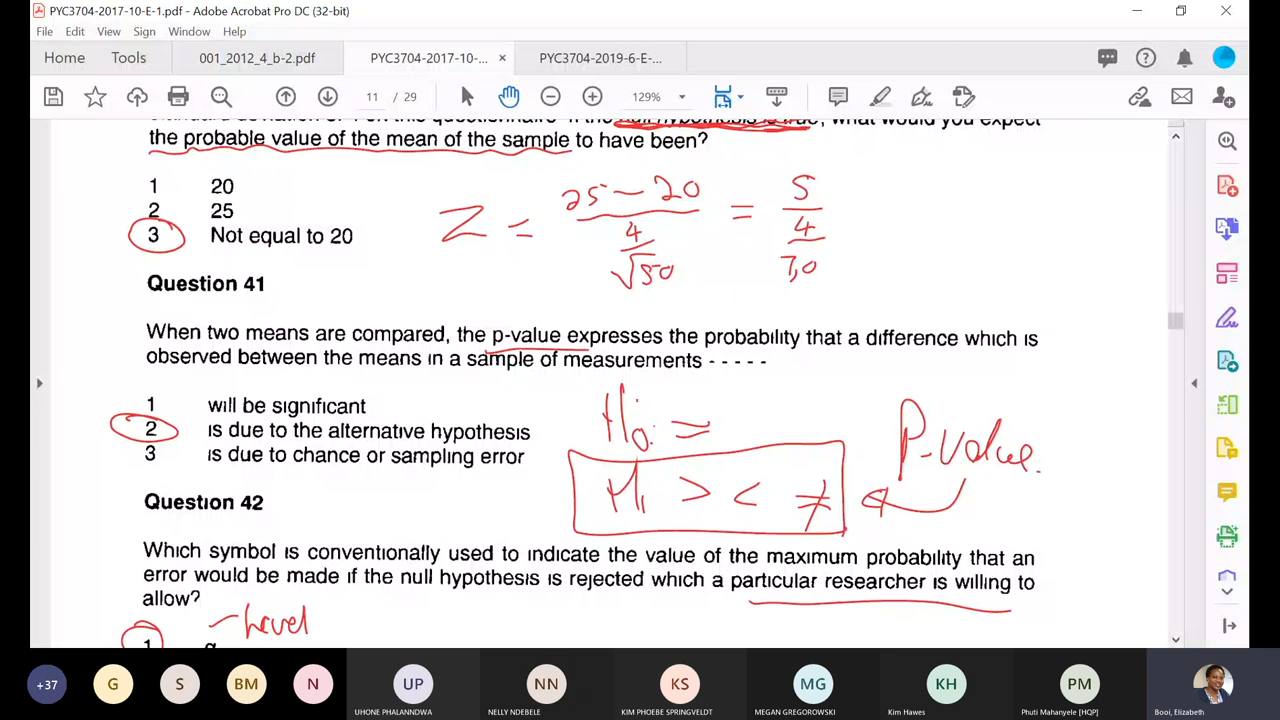 PYC3704-2017-10-E-1.pdf - Adobe Acrobat Pro DC (32-bit)
File Edit View Sign Window Help
Home Tools 001_2012_4_b-2.pdf PYC3704-2017-10-... × PYC3704-2019-6-E-...
11 / 29 129%
null hypothesis is true, what would you expect
the probable value of the mean of the sample to have been?
1 20
2 25
3 Not equal to 20
Z = 25 - 20 / 4 / √50 = 5 / 4 / 7,0
Question 41
When two means are compared, the p-value expresses the probability that a difference which is
observed between the means in a sample of measurements - - - - -
1 will be significant
2 is due to the alternative hypothesis
3 is due to chance or sampling error
H0: =
H1 > < ≠
P-value.
Question 42
Which symbol is conventionally used to indicate the value of the maximum probability that an
error would be made if the null hypothesis is rejected which a particular researcher is willing to
allow?
- Level
1 α
+37 G S BM N UP NN KS MG KH PM
UHONE PHALANNDWA NELLY NDEBELE KIM PHOEBE SPRINGVELDT MEGAN GREGOROWSKI Kim Hawes Phuti Mahanyele [HQP] Booi, Elizabeth